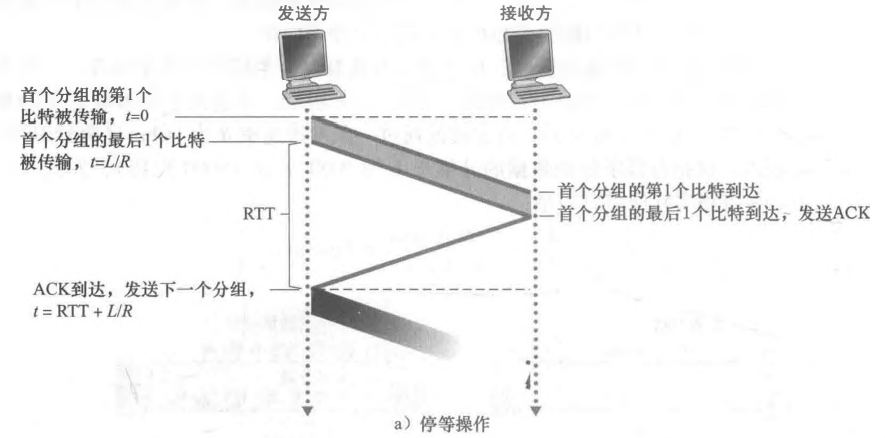 发送方
接收方
首个分组的第1个
比特被传输，t=0
首个分组的最后1个比特
被传输，t=L/R
首个分组的第1个比特到达
首个分组的最后1个比特到达，发送ACK
RTT
ACK到达，发送下一个分组，
t = RTT + L/R
a）停等操作